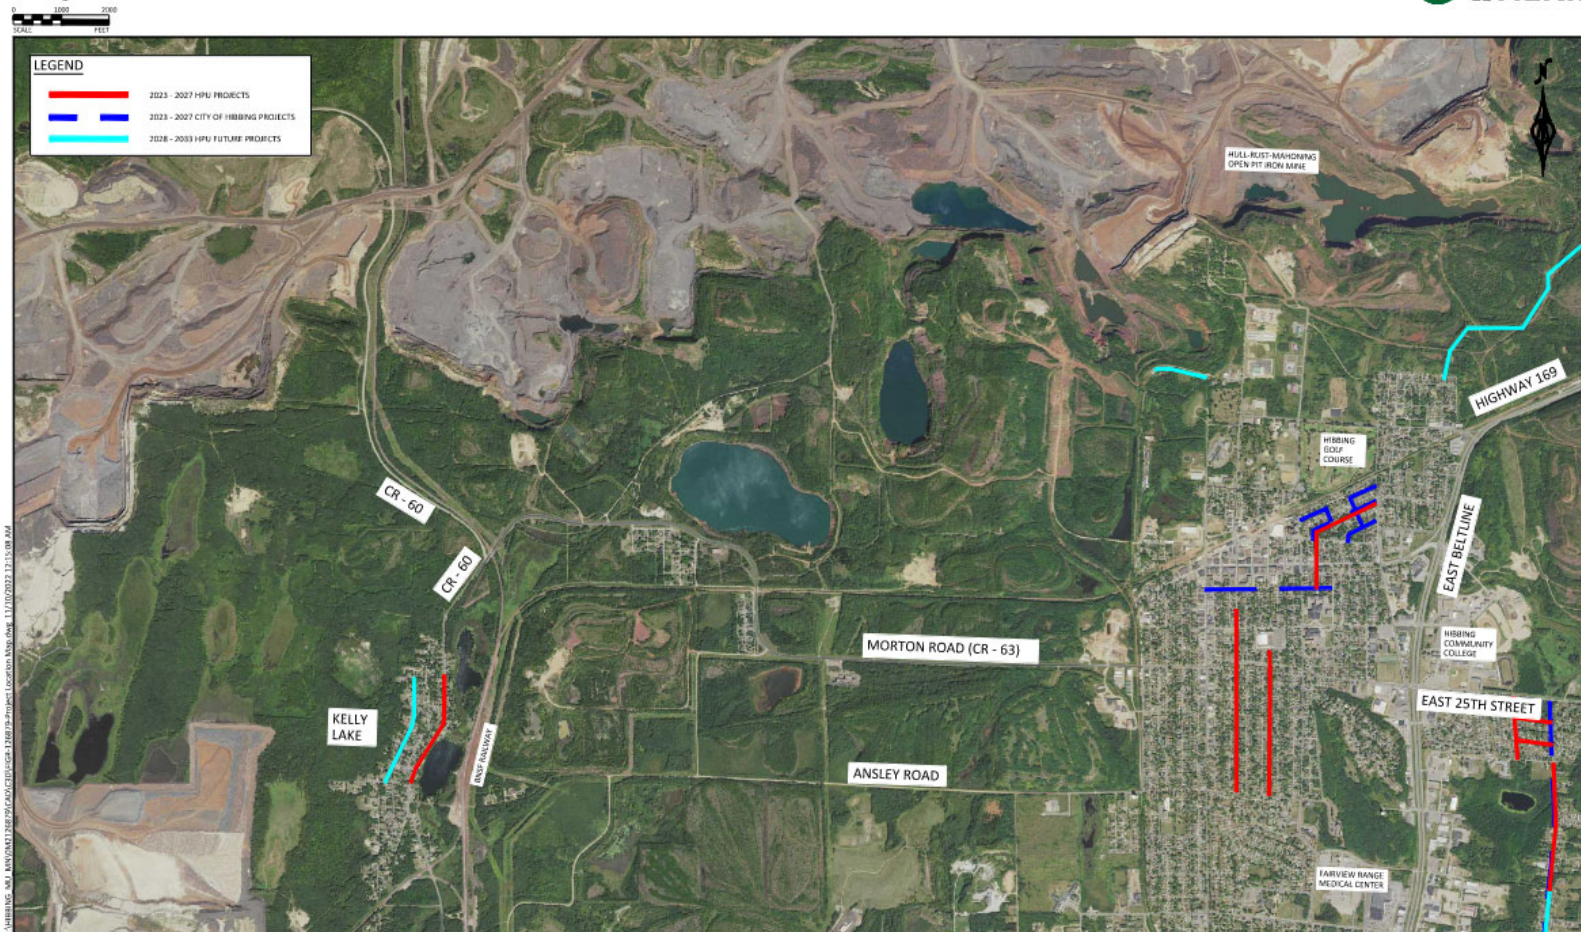 0 1000 2000
SCALE FEET
LEGEND
2023 - 2027 HPU PROJECTS
2023 - 2027 CITY OF HIBBING PROJECTS
2028 - 2033 HPU FUTURE PROJECTS
N
HULL-RUST-MAHONING
OPEN PIT IRON MINE
HIGHWAY 169
HIBBING
GOLF
COURSE
CR - 60
CR - 60
EAST BELTLINE
MORTON ROAD (CR - 63)
HIBBING
COMMUNITY
COLLEGE
EAST 25TH STREET
KELLY
LAKE
BNSF RAILWAY
ANSLEY ROAD
FAIRVIEW RANGE
MEDICAL CENTER